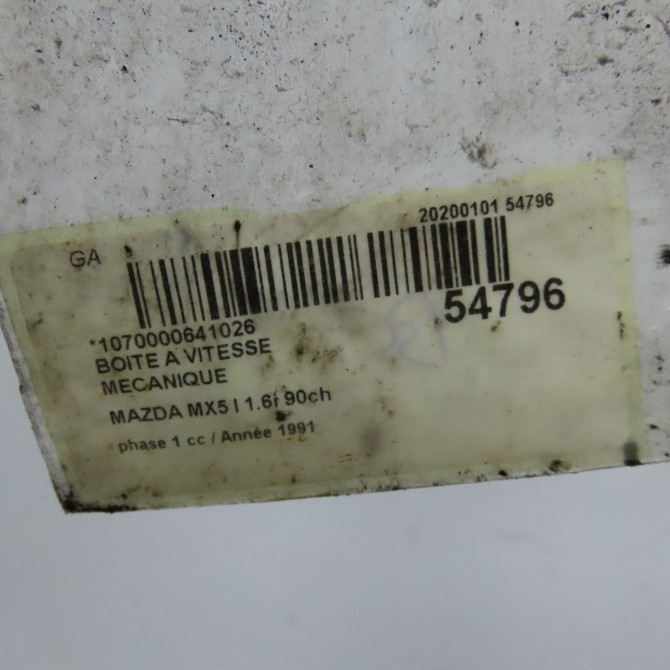 20200101 54796
GA
54796
*1070000641026
BOITE A VITESSE
MECANIQUE
MAZDA MX5 I 1.6i 90ch
phase 1 cc / Année 1991